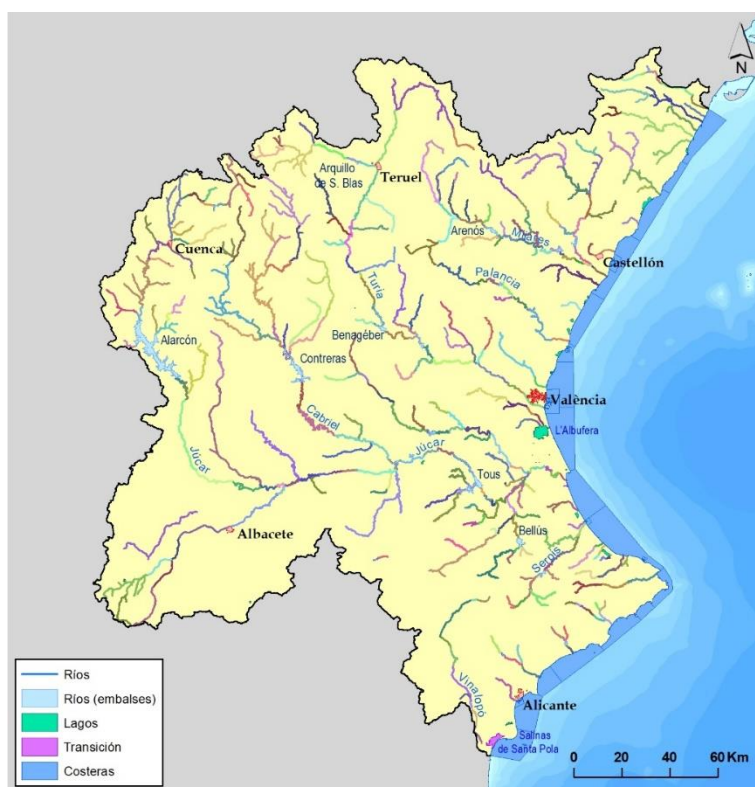 N
Arquillo
de S. Blas
Teruel
Cuenca
Arenós
Mijares
Castellón
Palancia
Turia
Alarcón
Benagéber
Contreras
València
Cabriel
L'Albufera
Júcar
Júcar
Tous
Albacete
Bellús
Serpis
Vinalopó
Alicante
Salinas
de Santa Pola
Ríos
Ríos (embalses)
Lagos
Transición
Costeras
0 20 40 60 Km